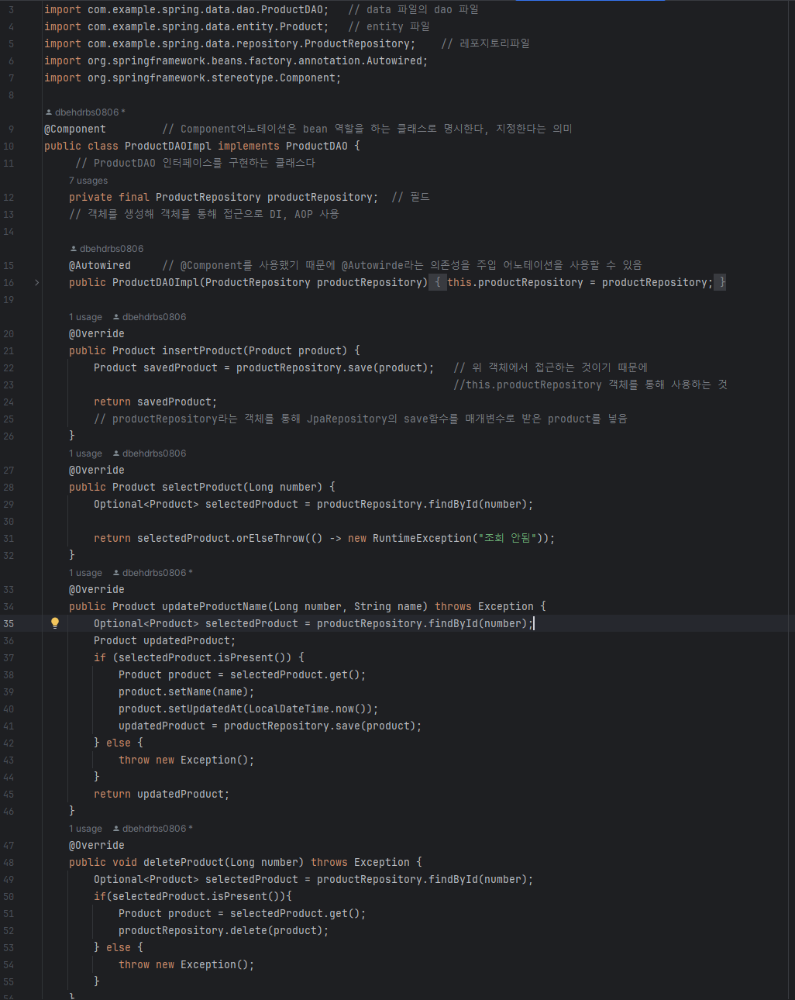 3 import com.example.spring.data.dao.ProductDAO;   // data 파일의 dao 파일
4 import com.example.spring.data.entity.Product;   // entity 파일
5 import com.example.spring.data.repository.ProductRepository;    // 레포지토리파일
6 import org.springframework.beans.factory.annotation.Autowired;
7 import org.springframework.stereotype.Component;
8
dbehdrbs0806 *
9 @Component         // Component어노테이션은 bean 역할을 하는 클래스로 명시한다, 지정한다는 의미
10 public class ProductDAOImpl implements ProductDAO {
11      // ProductDAO 인터페이스를 구현하는 클래스다
7 usages
12     private final ProductRepository productRepository;  // 필드
13     // 객체를 생성해 객체를 통해 접근으로 DI, AOP 사용
14
dbehdrbs0806
15     @Autowired     // @Component를 사용했기 때문에 @Autowirde라는 의존성을 주입 어노테이션을 사용할 수 있음
16     public ProductDAOImpl(ProductRepository productRepository) { this.productRepository = productRepository; }
19
1 usage dbehdrbs0806
20     @Override
21     public Product insertProduct(Product product) {
22         Product savedProduct = productRepository.save(product);   // 위 객체에서 접근하는 것이기 때문에
23                                                                   //this.productRepository 객체를 통해 사용하는 것
24         return savedProduct;
25         // productRepository라는 객체를 통해 JpaRepository의 save함수를 매개변수로 받은 product를 넣음
26     }
1 usage dbehdrbs0806
27     @Override
28     public Product selectProduct(Long number) {
29         Optional<Product> selectedProduct = productRepository.findById(number);
30
31         return selectedProduct.orElseThrow(() -> new RuntimeException("조회 안됨"));
32     }
1 usage dbehdrbs0806 *
33     @Override
34     public Product updateProductName(Long number, String name) throws Exception {
35         Optional<Product> selectedProduct = productRepository.findById(number);
36         Product updatedProduct;
37         if (selectedProduct.isPresent()) {
38             Product product = selectedProduct.get();
39             product.setName(name);
40             product.setUpdatedAt(LocalDateTime.now());
41             updatedProduct = productRepository.save(product);
42         } else {
43             throw new Exception();
44         }
45         return updatedProduct;
46     }
1 usage dbehdrbs0806 *
47     @Override
48     public void deleteProduct(Long number) throws Exception {
49         Optional<Product> selectedProduct = productRepository.findById(number);
50         if(selectedProduct.isPresent()){
51             Product product = selectedProduct.get();
52             productRepository.delete(product);
53         } else {
54             throw new Exception();
55         }
56     }